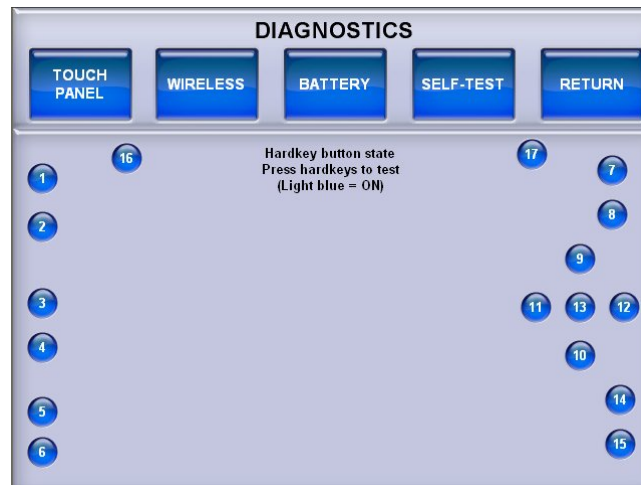 DIAGNOSTICS
TOUCH
PANEL
WIRELESS
BATTERY
SELF-TEST
RETURN
Hardkey button state
Press hardkeys to test
(Light blue = ON)
16
17
1
7
2
8
9
3
11
13
12
4
10
5
14
6
15